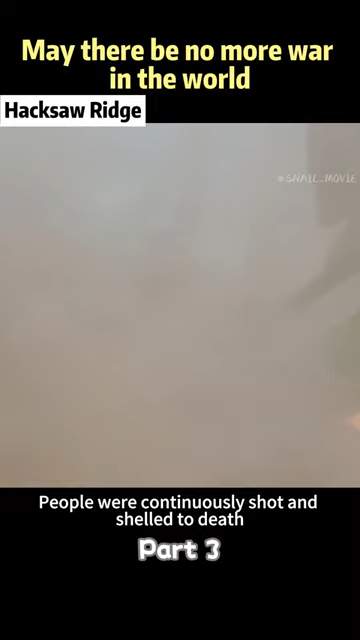 May there be no more war
in the world
Hacksaw Ridge
@SNAIL_MOVIE
People were continuously shot and
shelled to death
Part 3